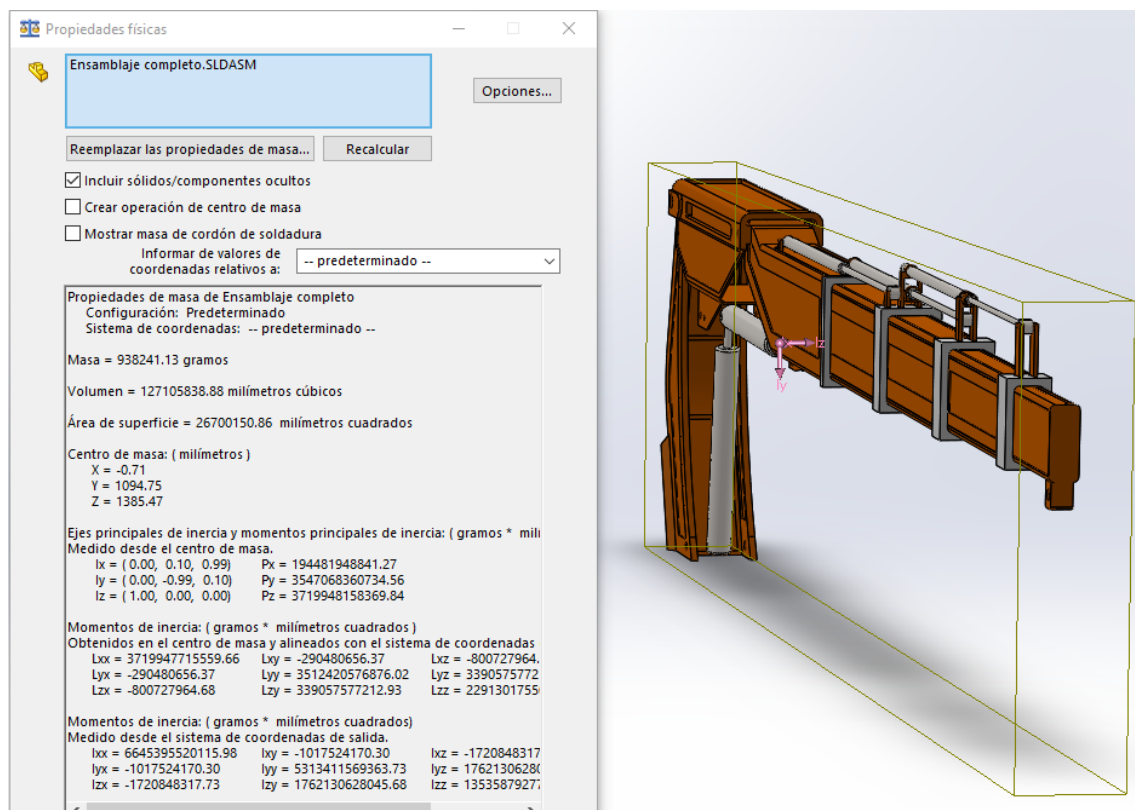 Propiedades físicas
Ensamblaje completo.SLDASM
Opciones...
Reemplazar las propiedades de masa... Recalcular
Incluir sólidos/componentes ocultos
Crear operación de centro de masa
Mostrar masa de cordón de soldadura
Informar de valores de
coordenadas relativos a: -- predeterminado --
Propiedades de masa de Ensamblaje completo
Configuración: Predeterminado
Sistema de coordenadas: -- predeterminado --
Masa = 938241.13 gramos
Volumen = 127105838.88 milímetros cúbicos
Área de superficie = 26700150.86 milímetros cuadrados
Centro de masa: ( milímetros )
X = -0.71
Y = 1094.75
Z = 1385.47
Ejes principales de inercia y momentos principales de inercia: ( gramos * milí
Medido desde el centro de masa.
Ix = ( 0.00, 0.10, 0.99) Px = 194481948841.27
Iy = ( 0.00, -0.99, 0.10) Py = 3547068360734.56
Iz = ( 1.00, 0.00, 0.00) Pz = 3719948158369.84
Momentos de inercia: ( gramos * milímetros cuadrados )
Obtenidos en el centro de masa y alineados con el sistema de coordenadas
Lxx = 3719947715559.66 Lxy = -290480656.37 Lxz = -800727964.
Lyx = -290480656.37 Lyy = 3512420576876.02 Lyz = 3390575772
Lzx = -800727964.68 Lzy = 339057577212.93 Lzz = 2291301755
Momentos de inercia: ( gramos * milímetros cuadrados)
Medido desde el sistema de coordenadas de salida.
Ixx = 6645395520115.98 Ixy = -1017524170.30 Ixz = -1720848317
Iyx = -1017524170.30 Iyy = 5313411569363.73 Iyz = 1762130628
Izx = -1720848317.73 Izy = 1762130628045.68 Izz = 13535879277
Iz
Iy